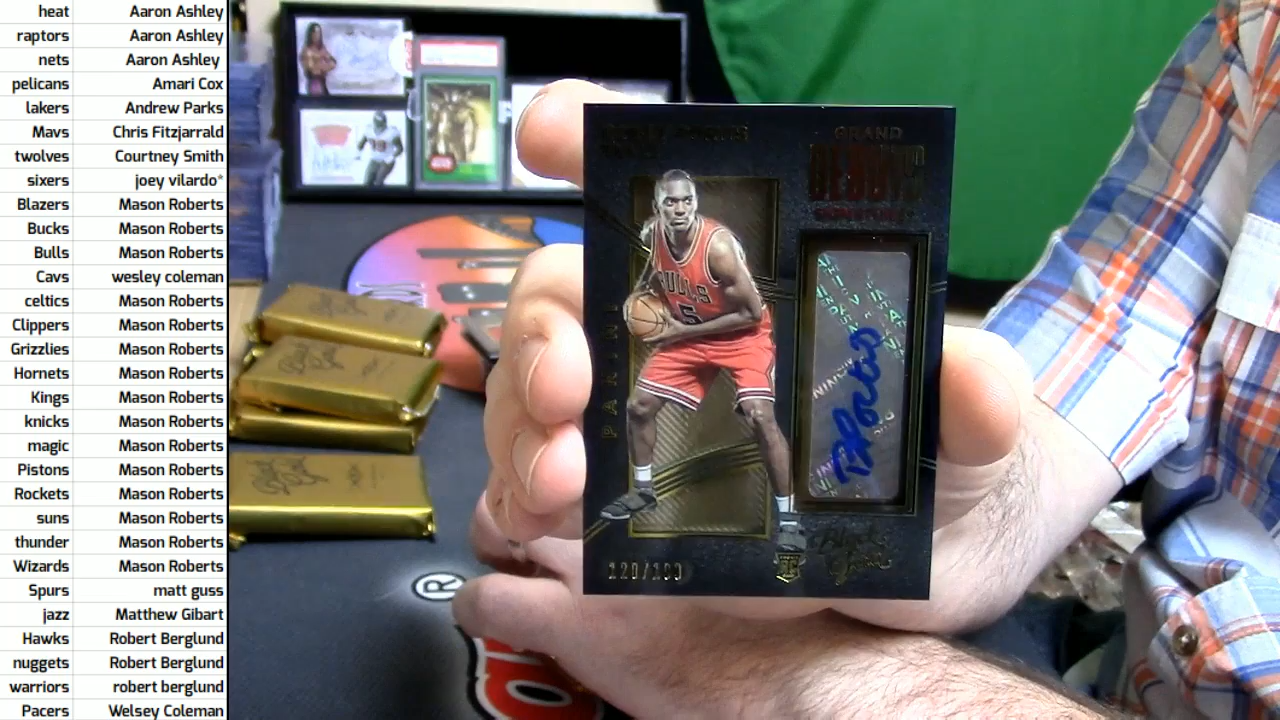 heat Aaron Ashley
raptors Aaron Ashley
nets Aaron Ashley
pelicans Amari Cox
lakers Andrew Parks
Mavs Chris Fitzjarrald
twolves Courtney Smith
sixers joey vilardo*
Blazers Mason Roberts
Bucks Mason Roberts
Bulls Mason Roberts
Cavs wesley coleman
celtics Mason Roberts
Clippers Mason Roberts
Grizzlies Mason Roberts
Hornets Mason Roberts
Kings Mason Roberts
knicks Mason Roberts
magic Mason Roberts
Pistons Mason Roberts
Rockets Mason Roberts
suns Mason Roberts
thunder Mason Roberts
Wizards Mason Roberts
Spurs matt guss
jazz Matthew Gibart
Hawks Robert Berglund
nuggets Robert Berglund
warriors robert berglund
Pacers Welsey Coleman
GRAND
DEBUTS
BULLS
5
PANINI
®